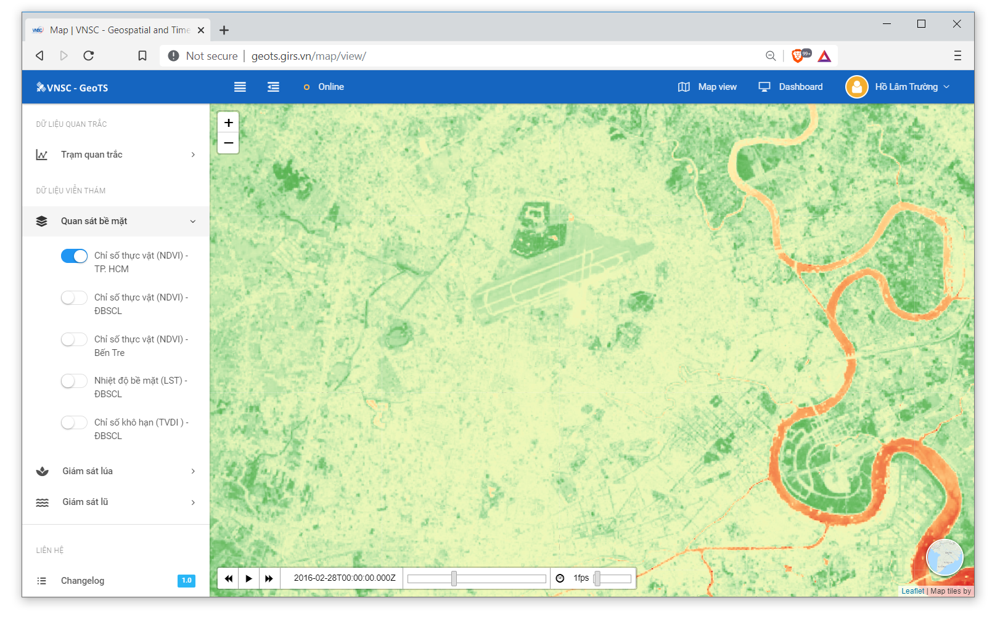 VNSC Map | VNSC - Geospatial and Time
Not secure | geots.girs.vn/map/view/ 99+
VNSC - GeoTS Online Map view Dashboard Hồ Lâm Trường
DỮ LIỆU QUAN TRẮC
+
Trạm quan trắc
−
DỮ LIỆU VIỄN THÁM
Quan sát bề mặt
Chỉ số thực vật (NDVI) -
TP. HCM
Chỉ số thực vật (NDVI) -
ĐBSCL
Chỉ số thực vật (NDVI) -
Bến Tre
Nhiệt độ bề mặt (LST) -
ĐBSCL
Chỉ số khô hạn (TVDI ) -
ĐBSCL
Giám sát lúa
Giám sát lũ
LIÊN HỆ
Changelog 1.0
2016-02-28T00:00:00.000Z 1fps
Leaflet | Map tiles by